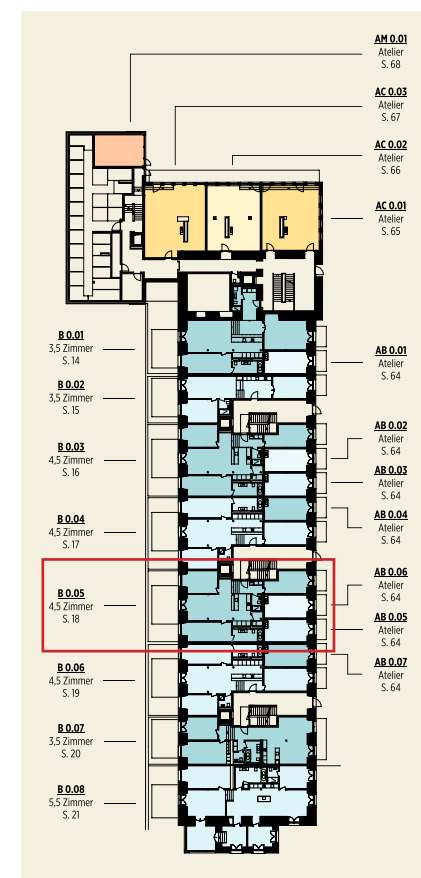 AM 0.01
Atelier
S. 68
AC 0.03
Atelier
S. 67
AC 0.02
Atelier
S. 66
AC 0.01
Atelier
S. 65
B 0.01
3,5 Zimmer
S. 14
B 0.02
3,5 Zimmer
S. 15
B 0.03
4,5 Zimmer
S. 16
B 0.04
4,5 Zimmer
S. 17
B 0.05
4,5 Zimmer
S. 18
B 0.06
4,5 Zimmer
S. 19
B 0.07
3,5 Zimmer
S. 20
B 0.08
5,5 Zimmer
S. 21
AB 0.01
Atelier
S. 64
AB 0.02
Atelier
S. 64
AB 0.03
Atelier
S. 64
AB 0.04
Atelier
S. 64
AB 0.06
Atelier
S. 64
AB 0.05
Atelier
S. 64
AB 0.07
Atelier
S. 64